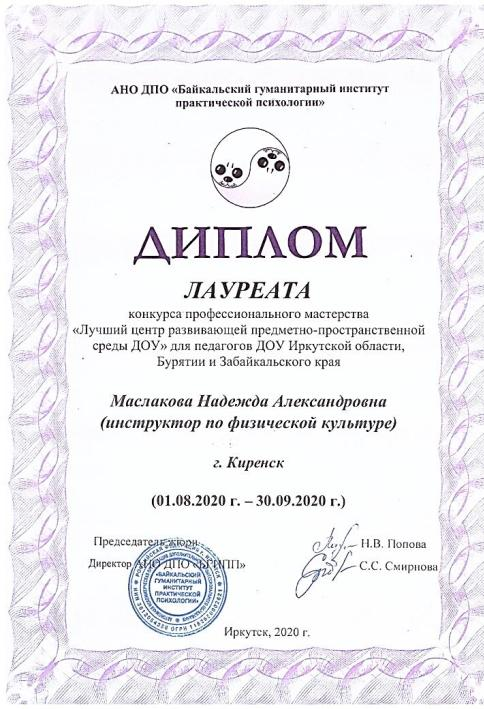 АНО ДПО «Байкальский гуманитарный институт
практической психологии»
ДИПЛОМ
ЛАУРЕАТА
конкурса профессионального мастерства
«Лучший центр развивающей предметно-пространственной
среды ДОУ» для педагогов ДОУ Иркутской области,
Бурятии и Забайкальского края
Маслакова Надежда Александровна
(инструктор по физической культуре)
г. Киренск
(01.08.2020 г. – 30.09.2020 г.)
Председатель жюри
Н.В. Попова
Директор АНО ДПО «БГИПП»
С.С. Смирнова
«БАЙКАЛЬСКИЙ
ГУМАНИТАРНЫЙ
ИНСТИТУТ
ПРАКТИЧЕСКОЙ
ПСИХОЛОГИИ»
Иркутск, 2020 г.